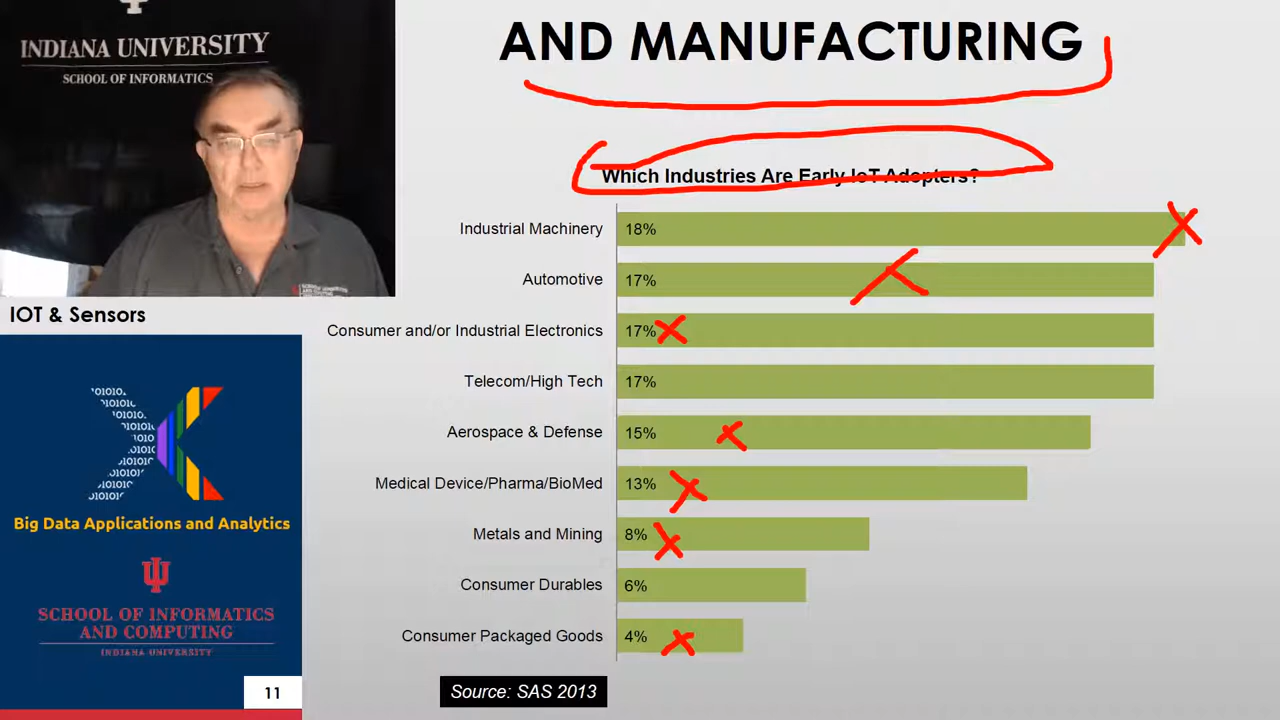 INDIANA UNIVERSITY
SCHOOL OF INFORMATICS
AND MANUFACTURING
Which Industries Are Early IoT Adopters?
Industrial Machinery 18%
Automotive 17%
Consumer and/or Industrial Electronics 17%
Telecom/High Tech 17%
Aerospace & Defense 15%
Medical Device/Pharma/BioMed 13%
Metals and Mining 8%
Consumer Durables 6%
Consumer Packaged Goods 4%
Source: SAS 2013
IOT & Sensors
Big Data Applications and Analytics
SCHOOL OF INFORMATICS
AND COMPUTING
INDIANA UNIVERSITY
11